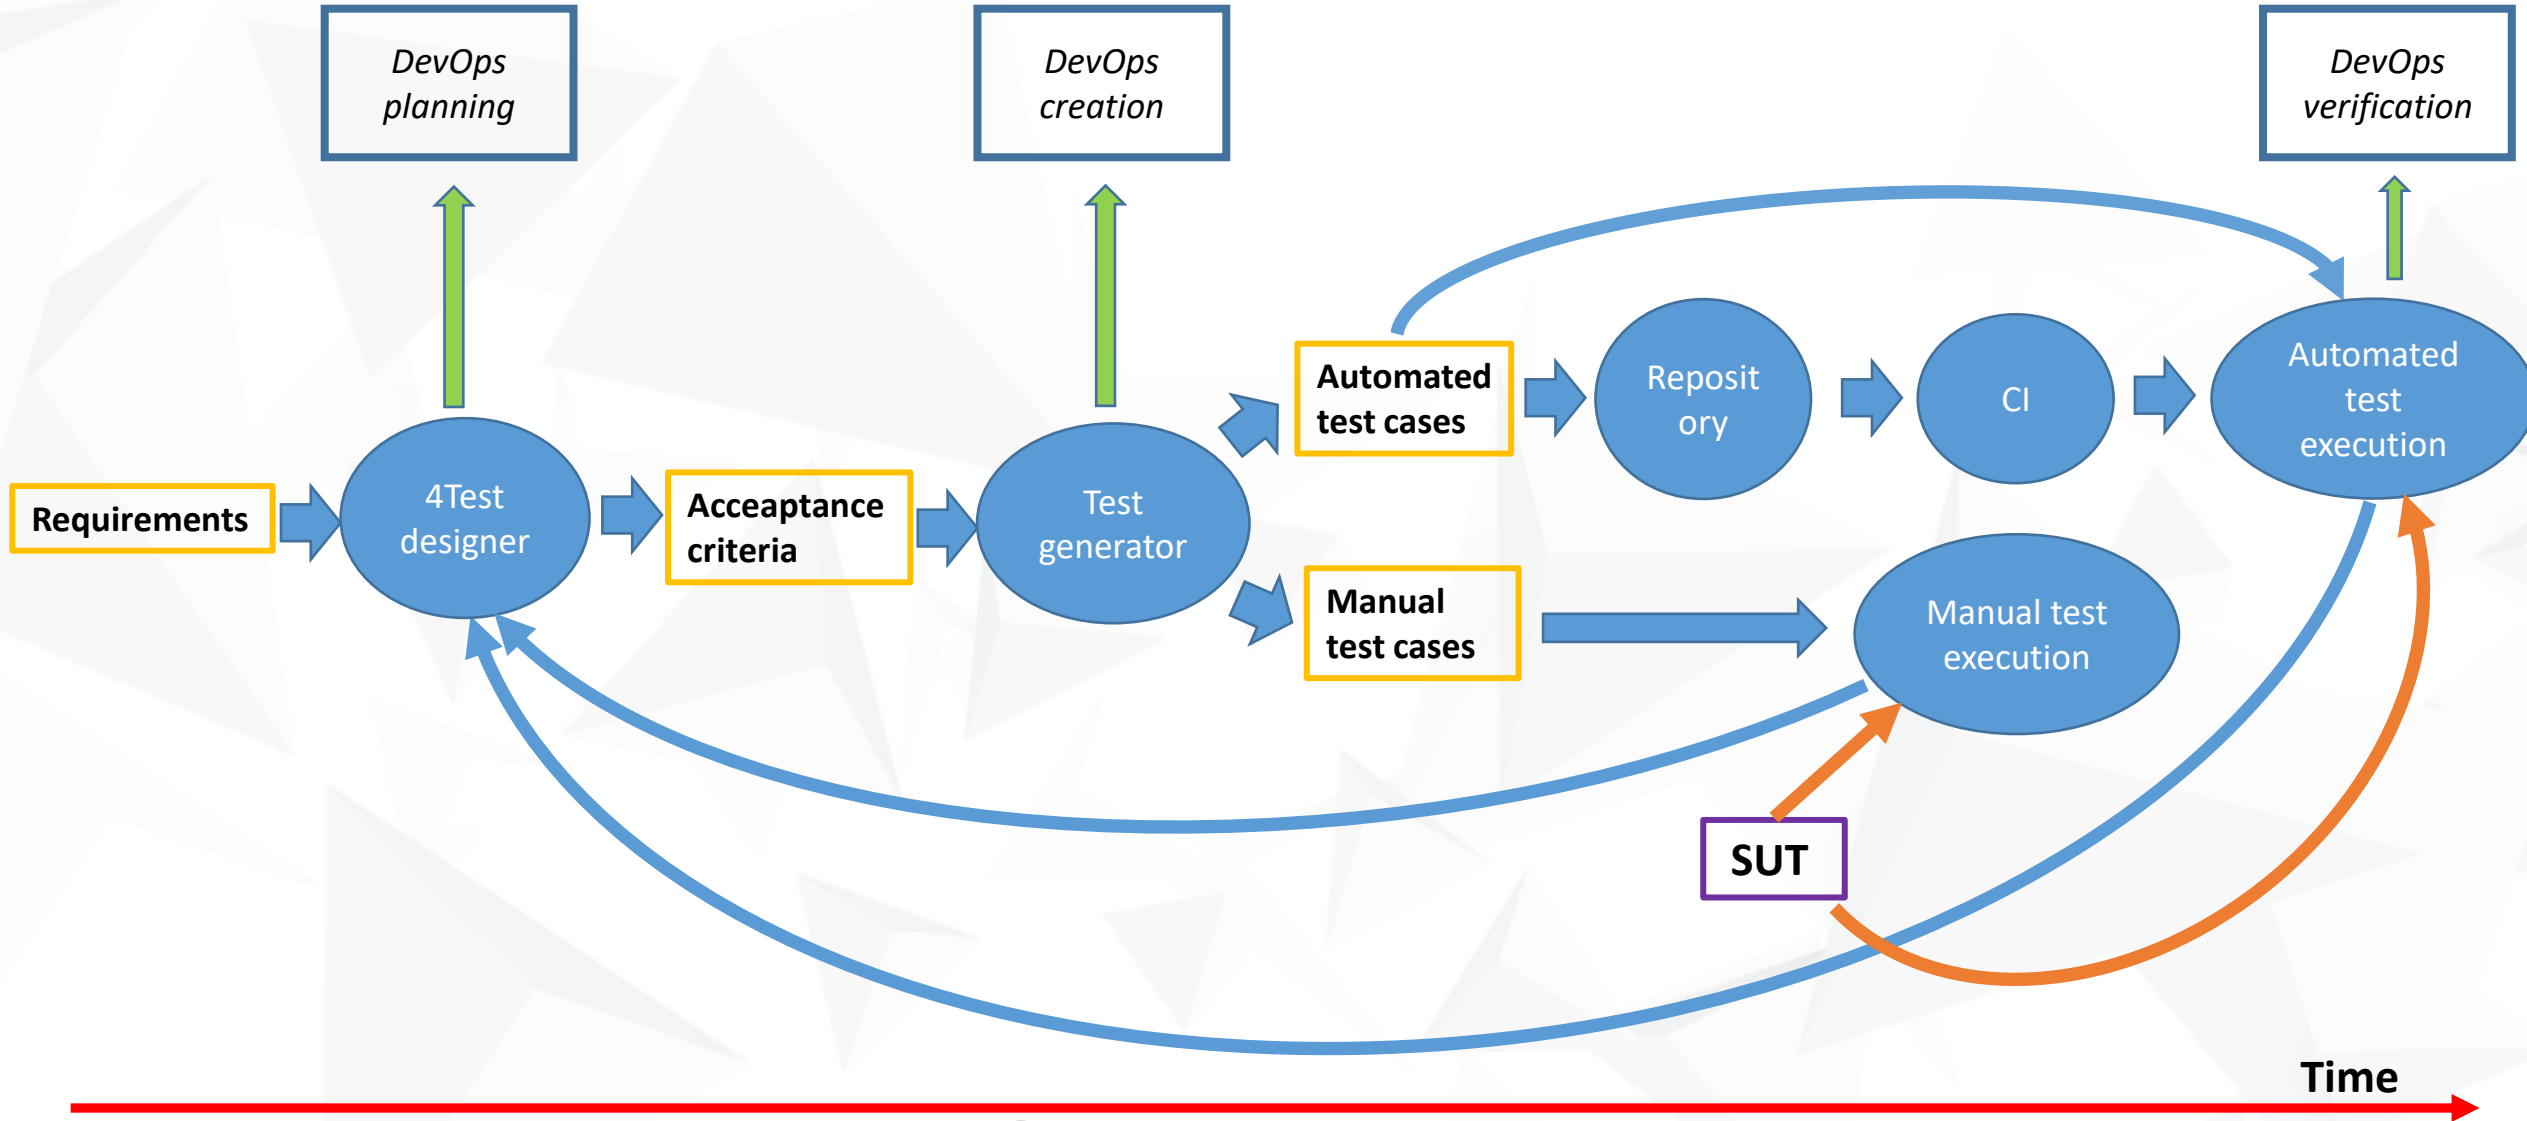 DevOps
planning
DevOps
creation
DevOps
verification
Requirements
4Test
designer
Acceaptance
criteria
Test
generator
Automated
test cases
Reposit
ory
CI
Automated
test
execution
Manual
test cases
Manual test
execution
SUT
Time